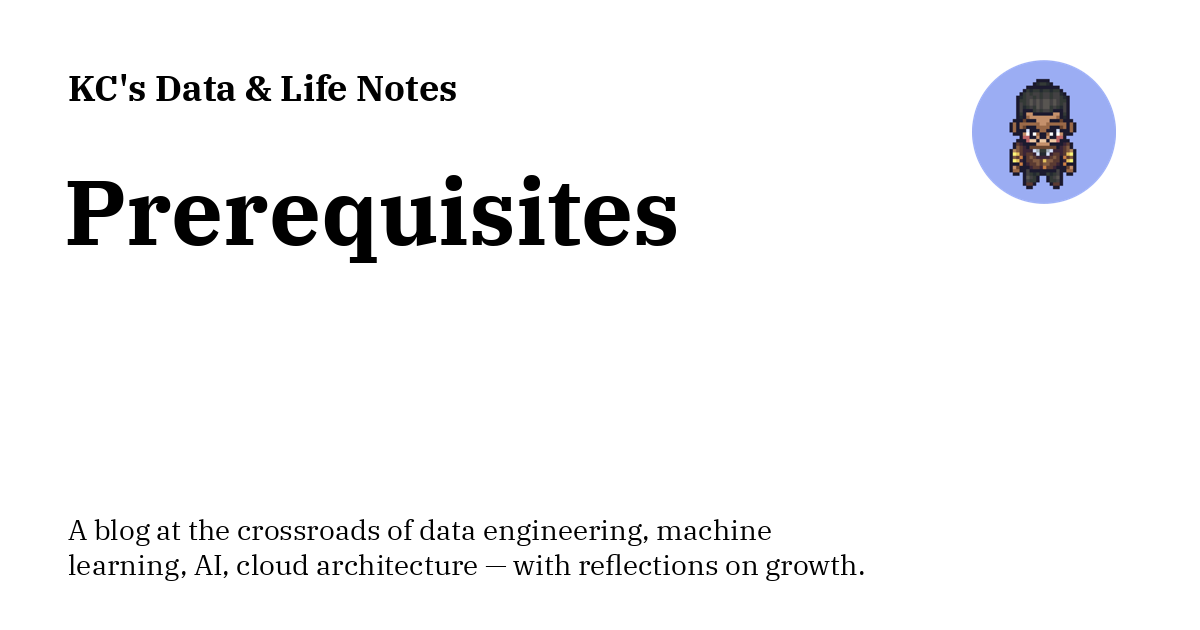 KC's Data & Life Notes
Prerequisites
A blog at the crossroads of data engineering, machine
learning, AI, cloud architecture — with reflections on growth.